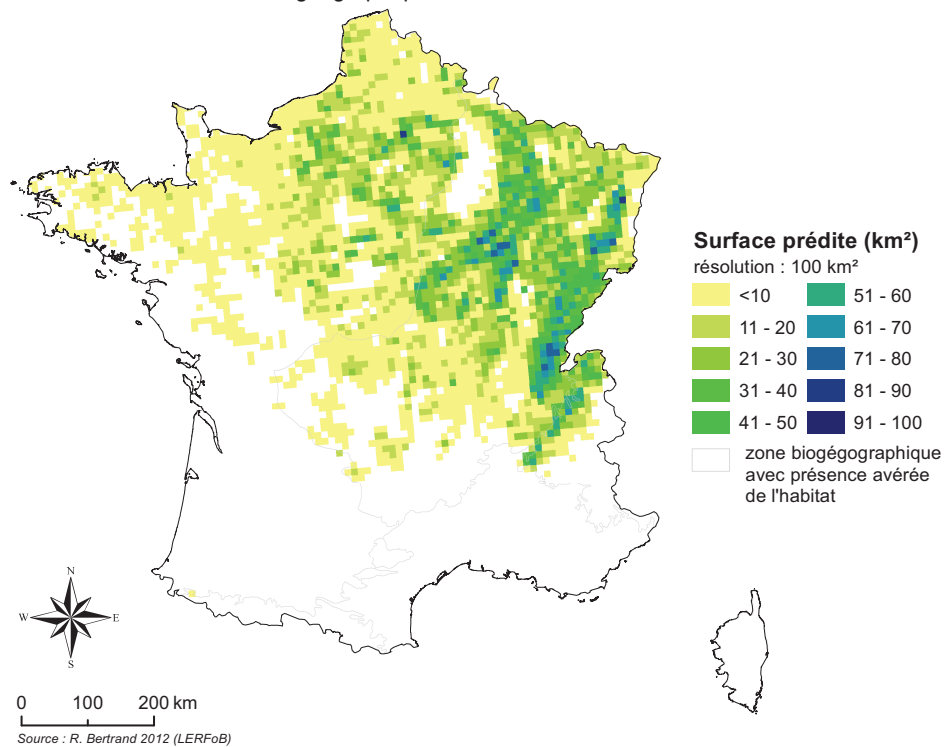 Surface prédite (km²)
résolution : 100 km²
<10
11 - 20
21 - 30
31 - 40
41 - 50
51 - 60
61 - 70
71 - 80
81 - 90
91 - 100
zone biogégographique
avec présence avérée
de l'habitat
N
W
E
S
0 100 200 km
Source : R. Bertrand 2012 (LERFoB)